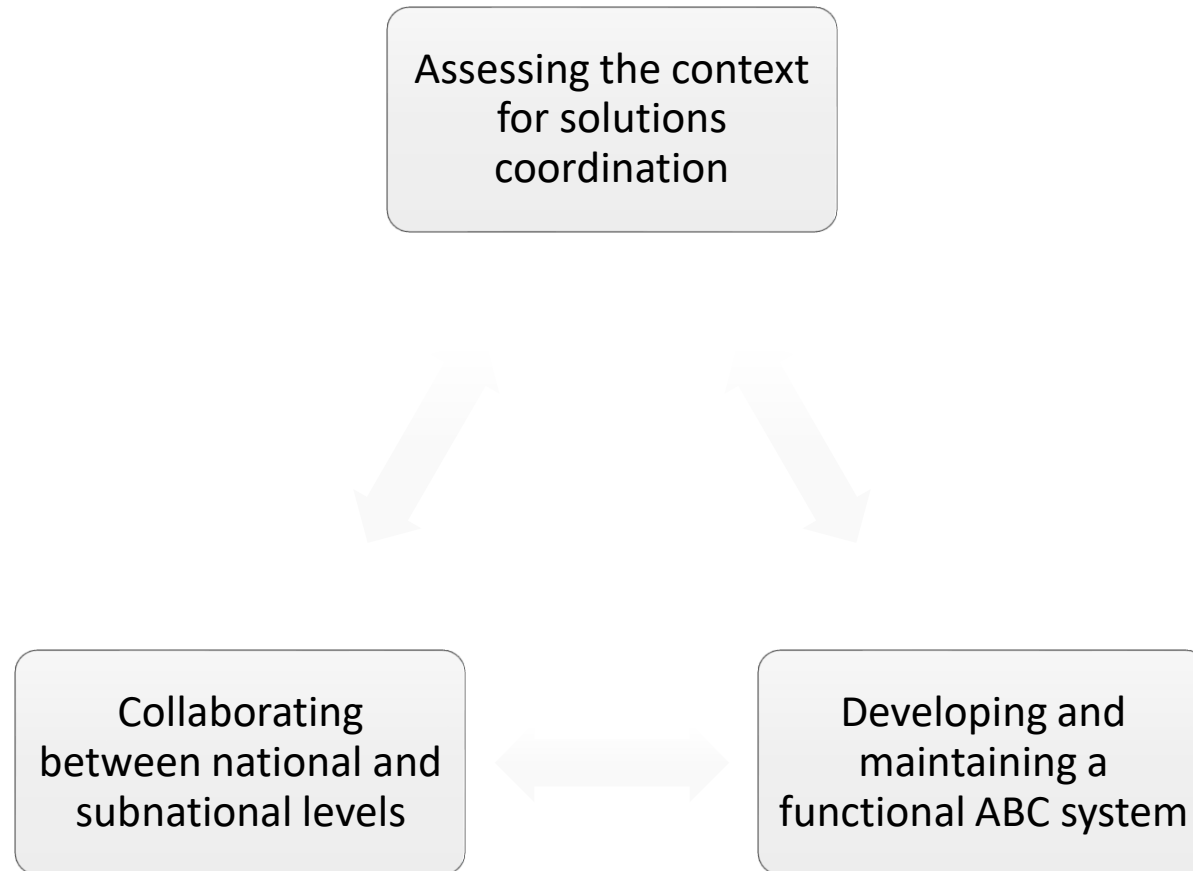 Assessing the context
for solutions
coordination
Collaborating
between national and
subnational levels
Developing and
maintaining a
functional ABC system